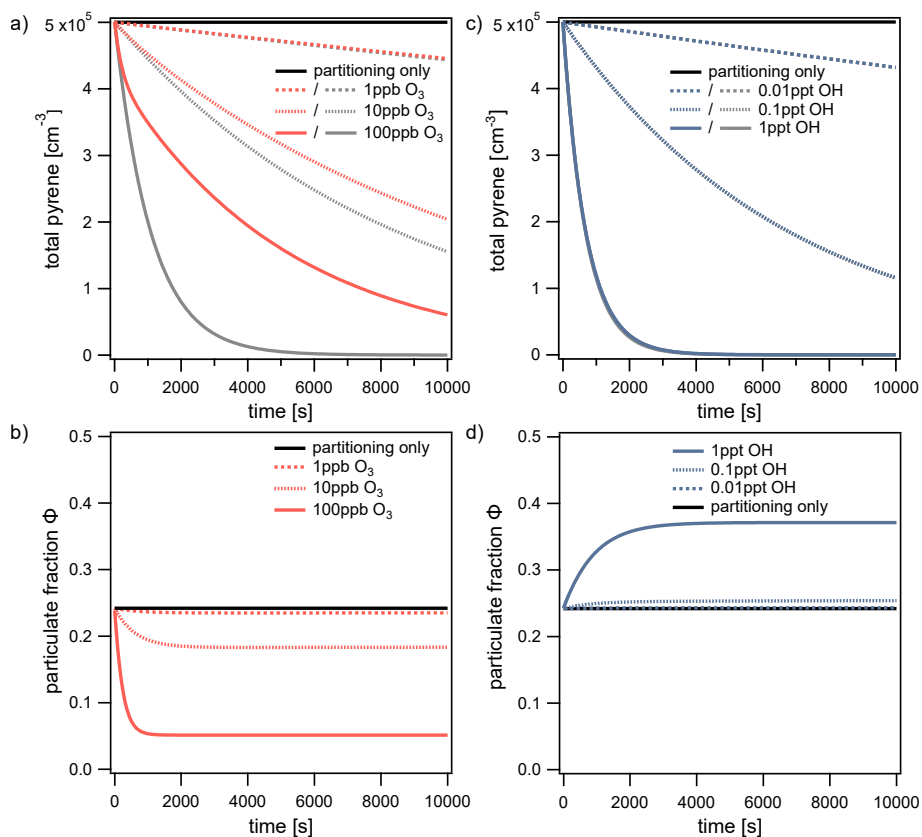 a)
5 x10⁵
4
3
2
1
0
total pyrene [cm⁻³]
partitioning only
/ 1ppb O₃
/ 10ppb O₃
/ 100ppb O₃
0 2000 4000 6000 8000 10000
time [s]
c)
5 x10⁵
4
3
2
1
0
total pyrene [cm⁻³]
partitioning only
/ 0.01ppt OH
/ 0.1ppt OH
/ 1ppt OH
0 2000 4000 6000 8000 10000
time [s]
b)
0.5
0.4
0.3
0.2
0.1
0.0
particulate fraction Φ
partitioning only
1ppb O₃
10ppb O₃
100ppb O₃
0 2000 4000 6000 8000 10000
time [s]
d)
0.5
0.4
0.3
0.2
0.1
0.0
particulate fraction Φ
1ppt OH
0.1ppt OH
0.01ppt OH
partitioning only
0 2000 4000 6000 8000 10000
time [s]